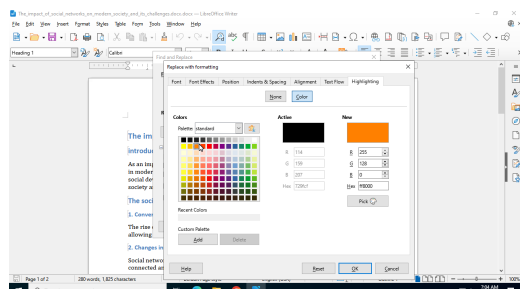 The_impact_of_social_networks_on_modern_society_and_its_challenges.docx.docx — LibreOffice Writer
File Edit View Insert Format Styles Table Form Tools Window Help
Heading 1
Calibri
Find and Replace
Replace with formatting
Font Font Effects Position Indents & Spacing Alignment Text Flow Highlighting
None Color
Colors
Palette: standard
Recent Colors
Custom Palette
Add Delete
Active
R 114
G 159
B 207
Hex 729fcf
New
R 255
G 128
B 0
Hex ff8000
Pick
Help Reset OK Cancel
The im
introduc
As an imp
in modern
social det
society a
The soci
1. Conver
The rise o
allowing
2. Changes in
Social netwo
connected an
Page 1 of 2
280 words, 1,825 characters
100%
7:04 AM